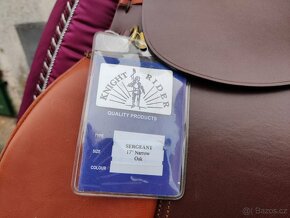 KNIGHT RIDER
QUALITY PRODUCTS
TYPE
SERGEANT
SIZE
17" Narrow
COLOUR
Oak
bazos.cz